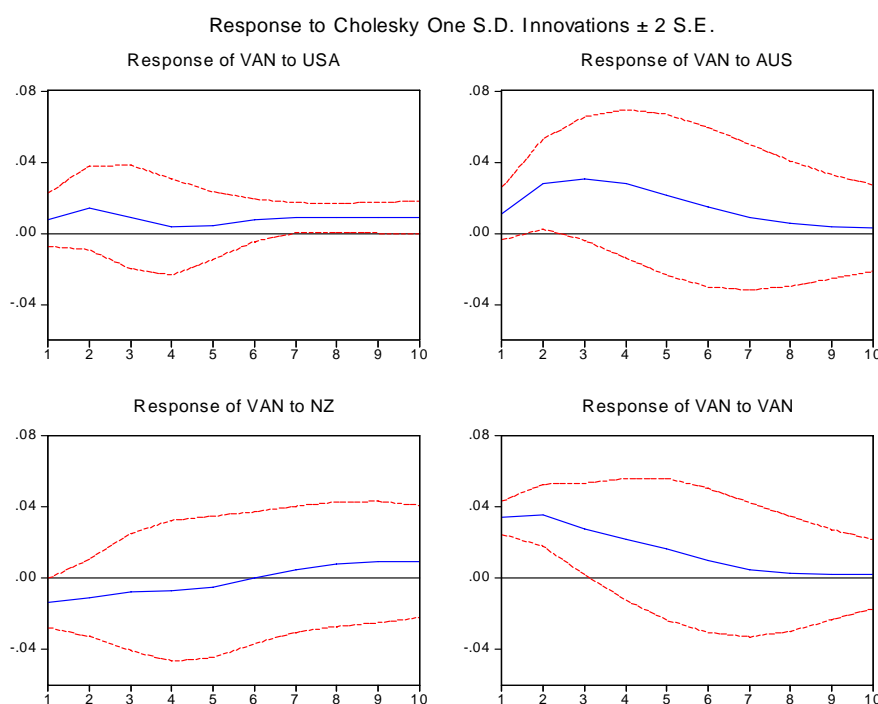 Response to Cholesky One S.D. Innovations ± 2 S.E.
Response of VAN to USA
.08
.04
.00
-.04
1 2 3 4 5 6 7 8 9 10
Response of VAN to AUS
.08
.04
.00
-.04
1 2 3 4 5 6 7 8 9 10
Response of VAN to NZ
.08
.04
.00
-.04
1 2 3 4 5 6 7 8 9 10
Response of VAN to VAN
.08
.04
.00
-.04
1 2 3 4 5 6 7 8 9 10